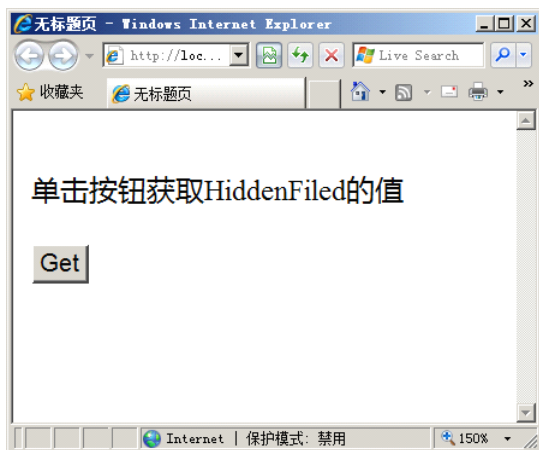 无标题页 - Windows Internet Explorer
http://loc...
Live Search
收藏夹
无标题页
»
单击按钮获取HiddenFiled的值
Get
Internet | 保护模式: 禁用
150%